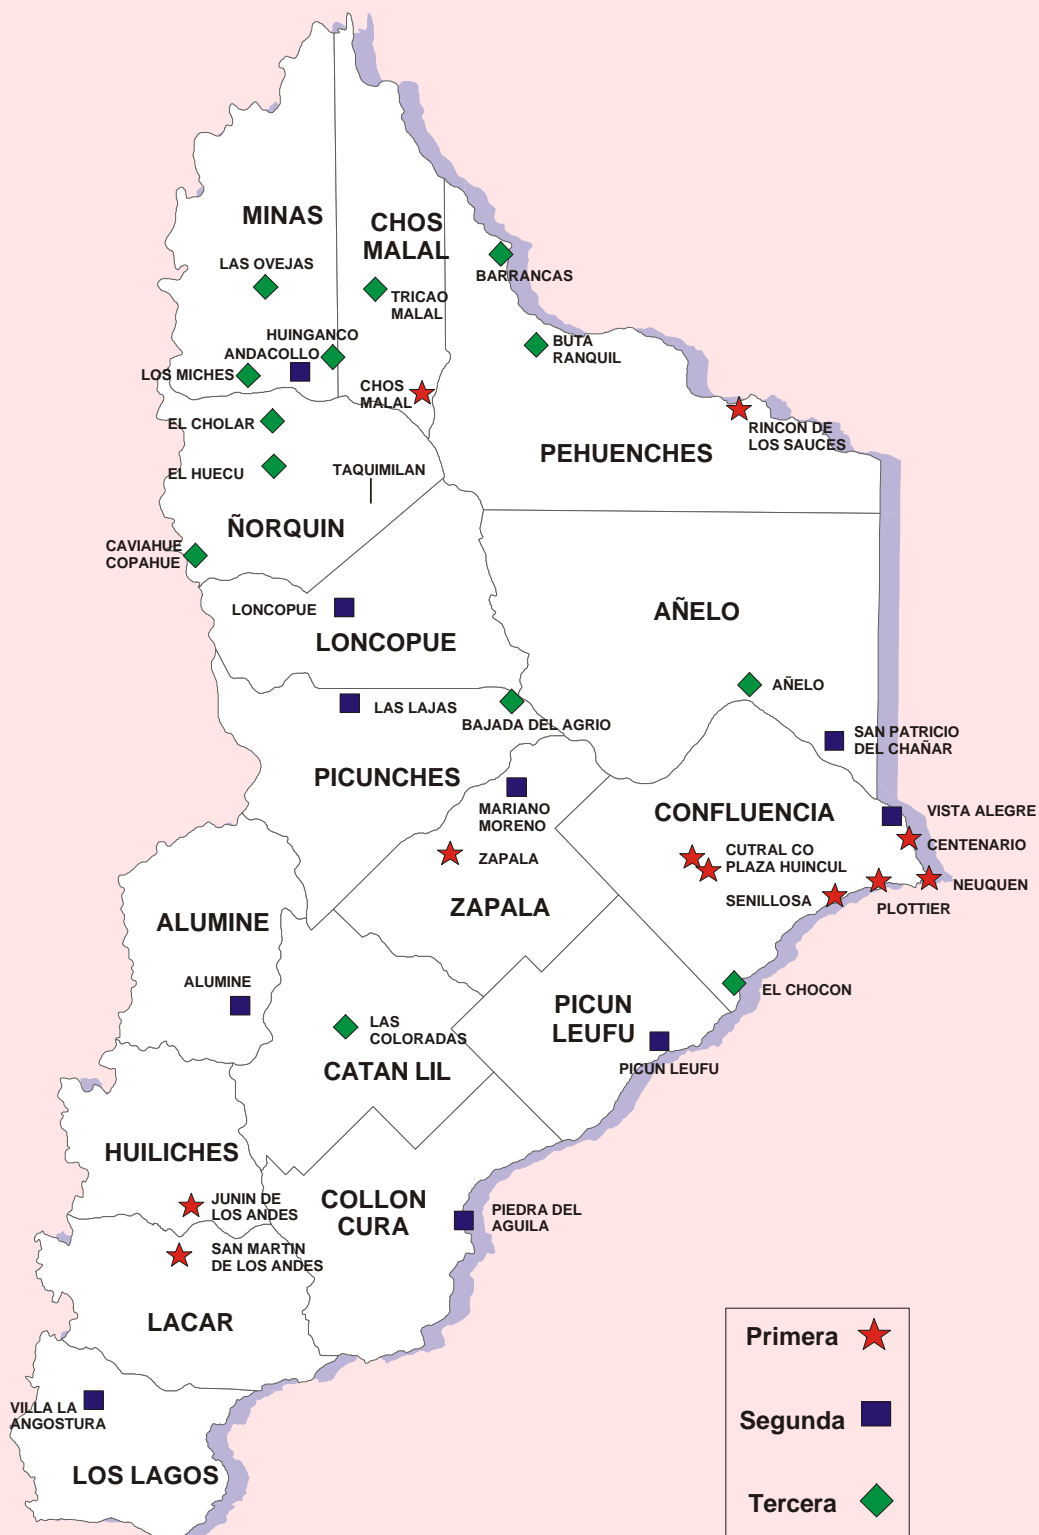 MINAS
CHOS
MALAL
LAS OVEJAS
BARRANCAS
TRICAO
MALAL
HUINGANCO
ANDACOLLO
LOS MICHES
BUTA
RANQUIL
CHOS
MALAL
EL CHOLAR
RINCON DE
LOS SAUCES
PEHUENCHES
EL HUECU
TAQUIMILAN
ÑORQUIN
CAVIAHUE
COPAHUE
LONCOPUE
LONCOPUE
AÑELO
AÑELO
LAS LAJAS
BAJADA DEL AGRIO
SAN PATRICIO
DEL CHAÑAR
PICUNCHES
MARIANO
MORENO
CONFLUENCIA
VISTA ALEGRE
CENTENARIO
ZAPALA
CUTRAL CO
PLAZA HUINCUL
NEUQUEN
SENILLOSA
PLOTTIER
ZAPALA
ALUMINE
ALUMINE
EL CHOCON
PICUN
LEUFU
LAS
COLORADAS
CATAN LIL
PICUN LEUFU
HUILICHES
JUNIN DE
LOS ANDES
COLLON
CURA
PIEDRA DEL
AGUILA
SAN MARTIN
DE LOS ANDES
LACAR
VILLA LA
ANGOSTURA
LOS LAGOS
Primera
Segunda
Tercera